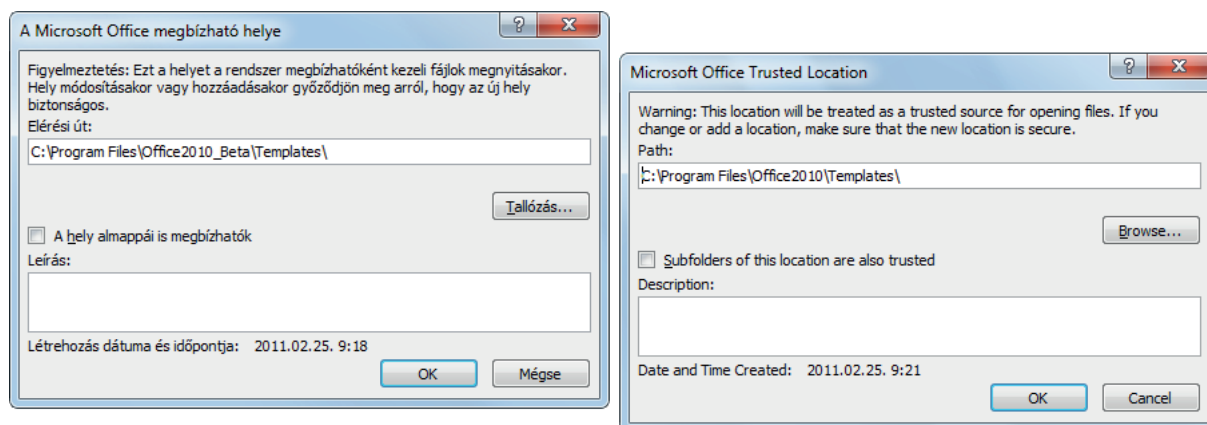 A Microsoft Office megbízható helye
Figyelmeztetés: Ezt a helyet a rendszer megbízhatóként kezeli fájlok megnyitásakor.
Hely módosításakor vagy hozzáadásakor győződjön meg arról, hogy az új hely
biztonságos.
Elérési út:
C:\Program Files\Office2010_Beta\Templates\
Tallózás...
A hely almappái is megbízhatók
Leírás:
Létrehozás dátuma és időpontja: 2011.02.25. 9:18
OK Mégse
Microsoft Office Trusted Location
Warning: This location will be treated as a trusted source for opening files. If you
change or add a location, make sure that the new location is secure.
Path:
C:\Program Files\Office2010\Templates\
Browse...
Subfolders of this location are also trusted
Description:
Date and Time Created: 2011.02.25. 9:21
OK Cancel